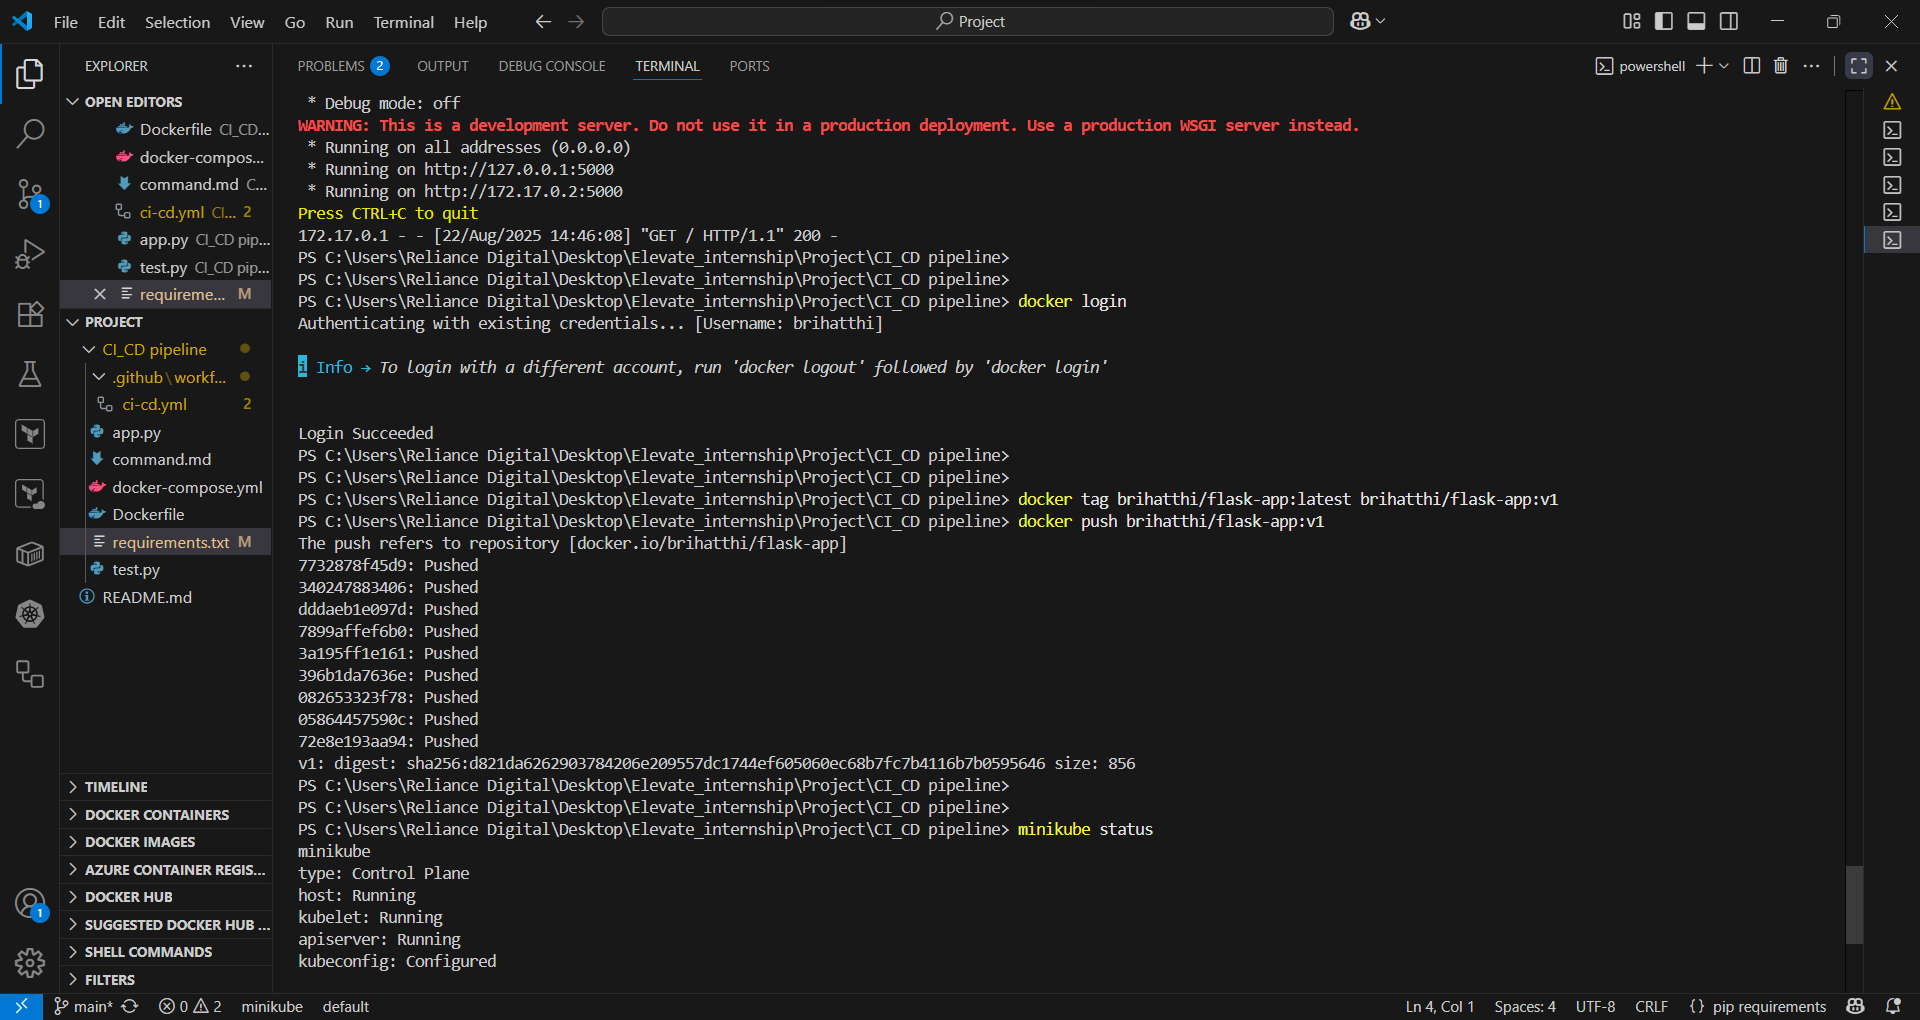 File Edit Selection View Go Run Terminal Help
Project
EXPLORER
OPEN EDITORS
Dockerfile CI_CD...
docker-compos...
command.md C...
ci-cd.yml CI... 2
app.py CI_CD pip...
test.py CI_CD pip...
requireme... M
PROJECT
CI_CD pipeline
.github\workf...
ci-cd.yml 2
app.py
command.md
docker-compose.yml
Dockerfile
requirements.txt M
test.py
README.md
TIMELINE
DOCKER CONTAINERS
DOCKER IMAGES
AZURE CONTAINER REGIS...
DOCKER HUB
SUGGESTED DOCKER HUB ...
SHELL COMMANDS
FILTERS
1
1
PROBLEMS 2 OUTPUT DEBUG CONSOLE TERMINAL PORTS
powershell
* Debug mode: off
WARNING: This is a development server. Do not use it in a production deployment. Use a production WSGI server instead.
* Running on all addresses (0.0.0.0)
* Running on http://127.0.0.1:5000
* Running on http://172.17.0.2:5000
Press CTRL+C to quit
172.17.0.1 - - [22/Aug/2025 14:46:08] "GET / HTTP/1.1" 200 -
PS C:\Users\Reliance Digital\Desktop\Elevate_internship\Project\CI_CD pipeline>
PS C:\Users\Reliance Digital\Desktop\Elevate_internship\Project\CI_CD pipeline>
PS C:\Users\Reliance Digital\Desktop\Elevate_internship\Project\CI_CD pipeline> docker login
Authenticating with existing credentials... [Username: brihatthi]
i Info → To login with a different account, run 'docker logout' followed by 'docker login'
Login Succeeded
PS C:\Users\Reliance Digital\Desktop\Elevate_internship\Project\CI_CD pipeline>
PS C:\Users\Reliance Digital\Desktop\Elevate_internship\Project\CI_CD pipeline>
PS C:\Users\Reliance Digital\Desktop\Elevate_internship\Project\CI_CD pipeline> docker tag brihatthi/flask-app:latest brihatthi/flask-app:v1
PS C:\Users\Reliance Digital\Desktop\Elevate_internship\Project\CI_CD pipeline> docker push brihatthi/flask-app:v1
The push refers to repository [docker.io/brihatthi/flask-app]
7732878f45d9: Pushed
340247883406: Pushed
dddaeb1e097d: Pushed
7899affef6b0: Pushed
3a195ff1e161: Pushed
396b1da7636e: Pushed
082653323f78: Pushed
05864457590c: Pushed
72e8e193aa94: Pushed
v1: digest: sha256:d821da6262903784206e209557dc1744ef605060ec68b7fc7b4116b7b0595646 size: 856
PS C:\Users\Reliance Digital\Desktop\Elevate_internship\Project\CI_CD pipeline>
PS C:\Users\Reliance Digital\Desktop\Elevate_internship\Project\CI_CD pipeline>
PS C:\Users\Reliance Digital\Desktop\Elevate_internship\Project\CI_CD pipeline> minikube status
minikube
type: Control Plane
host: Running
kubelet: Running
apiserver: Running
kubeconfig: Configured
main* 0 2 minikube default
Ln 4, Col 1 Spaces: 4 UTF-8 CRLF {} pip requirements